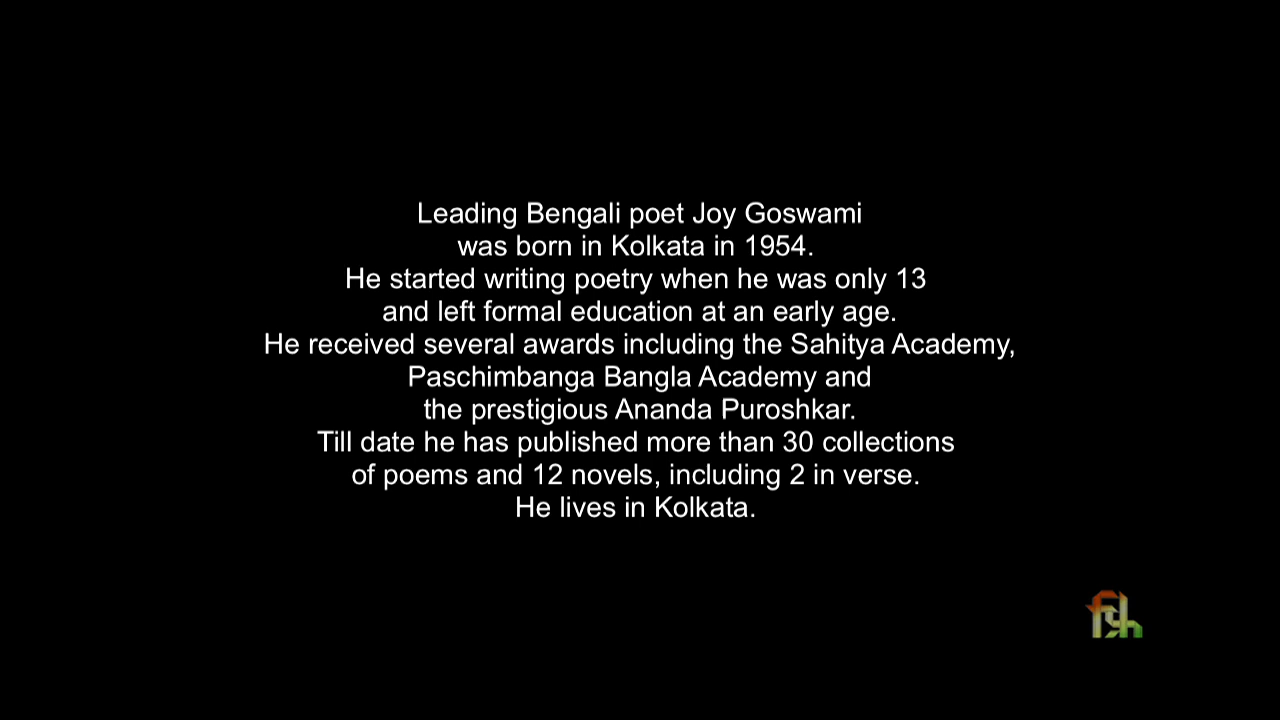 Leading Bengali poet Joy Goswami
was born in Kolkata in 1954.
He started writing poetry when he was only 13
and left formal education at an early age.
He received several awards including the Sahitya Academy,
Paschimbanga Bangla Academy and
the prestigious Ananda Puroshkar.
Till date he has published more than 30 collections
of poems and 12 novels, including 2 in verse.
He lives in Kolkata.